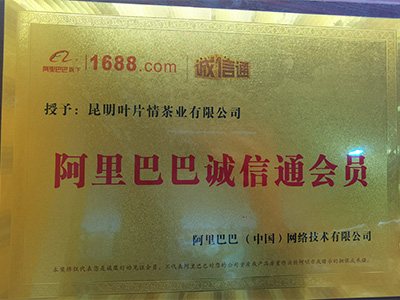 阿里巴巴旗下 1688.com 诚信通
授予：昆明叶片情茶业有限公司
阿里巴巴诚信通会员
阿里巴巴（中国）网络技术有限公司